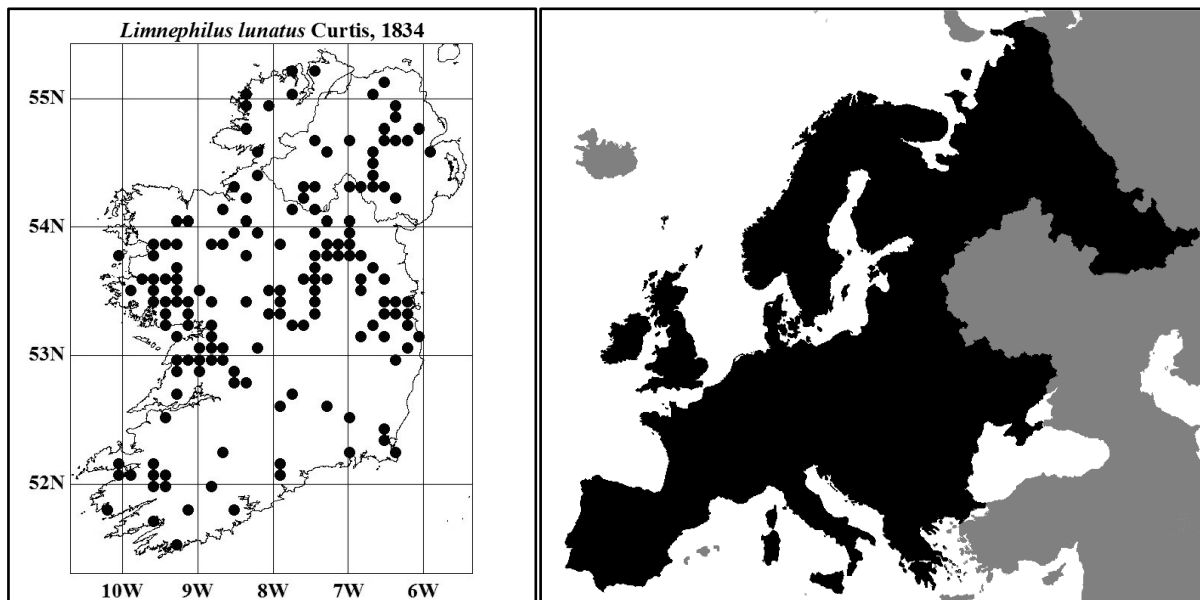 Limnephilus lunatus Curtis, 1834
55N
54N
53N
52N
10W 9W 8W 7W 6W